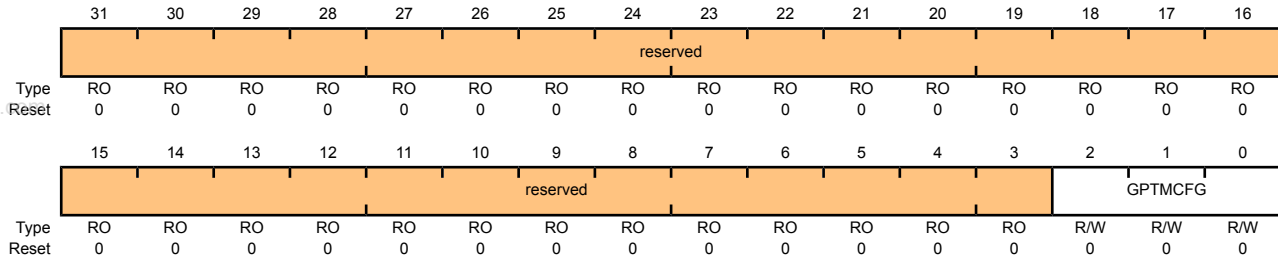 31 30 29 28 27 26 25 24 23 22 21 20 19 18 17 16
reserved
Type RO RO RO RO RO RO RO RO RO RO RO RO RO RO RO RO
Reset 0 0 0 0 0 0 0 0 0 0 0 0 0 0 0 0
15 14 13 12 11 10 9 8 7 6 5 4 3 2 1 0
reserved GPTMCFG
Type RO RO RO RO RO RO RO RO RO RO RO RO RO R/W R/W R/W
Reset 0 0 0 0 0 0 0 0 0 0 0 0 0 0 0 0